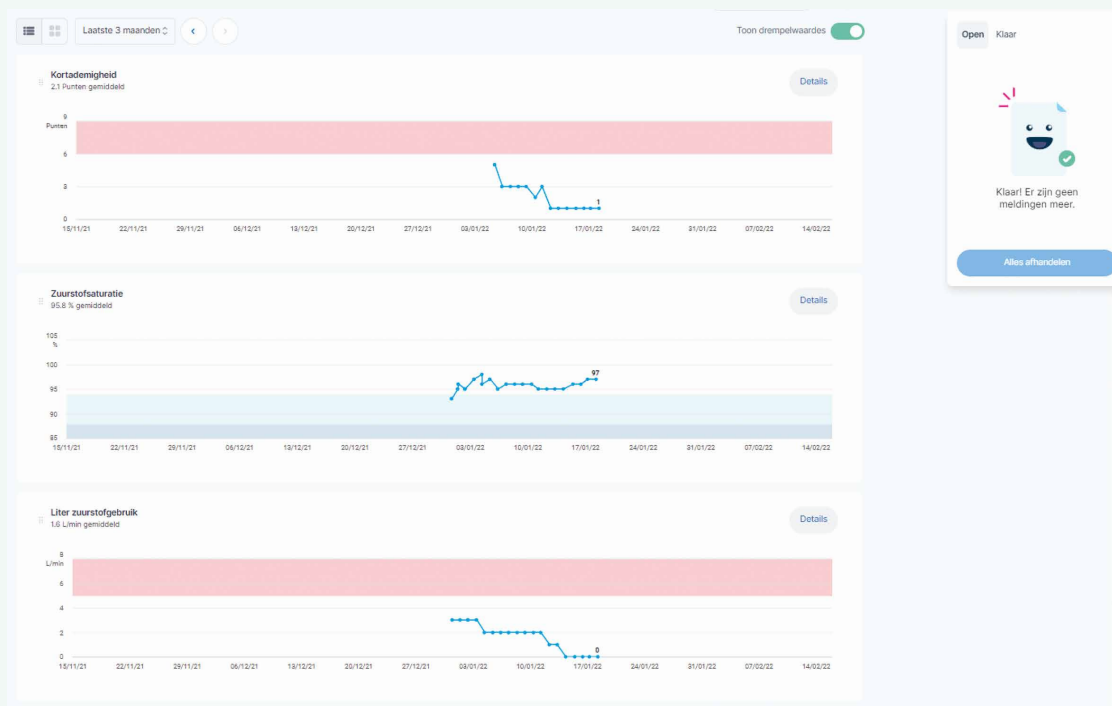 Laatste 3 maanden
Toon drempelwaardes
Open Klaar
Kortademigheid
2.1 Punten gemiddeld
Details
9
Punten
6
3
0
1
15/11/21 22/11/21 29/11/21 06/12/21 13/12/21 20/12/21 27/12/21 03/01/22 10/01/22 17/01/22 24/01/22 31/01/22 07/02/22 14/02/22
Klaar! Er zijn geen
meldingen meer.
Alles afhandelen
Zuurstofsaturatie
95.8 % gemiddeld
Details
105
%
100
95
90
85
97
15/11/21 22/11/21 29/11/21 06/12/21 13/12/21 20/12/21 27/12/21 03/01/22 10/01/22 17/01/22 24/01/22 31/01/22 07/02/22 14/02/22
Liter zuurstofgebruik
1.6 L/min gemiddeld
Details
8
L/min
6
4
2
0
0
15/11/21 22/11/21 29/11/21 06/12/21 13/12/21 20/12/21 27/12/21 03/01/22 10/01/22 17/01/22 24/01/22 31/01/22 07/02/22 14/02/22